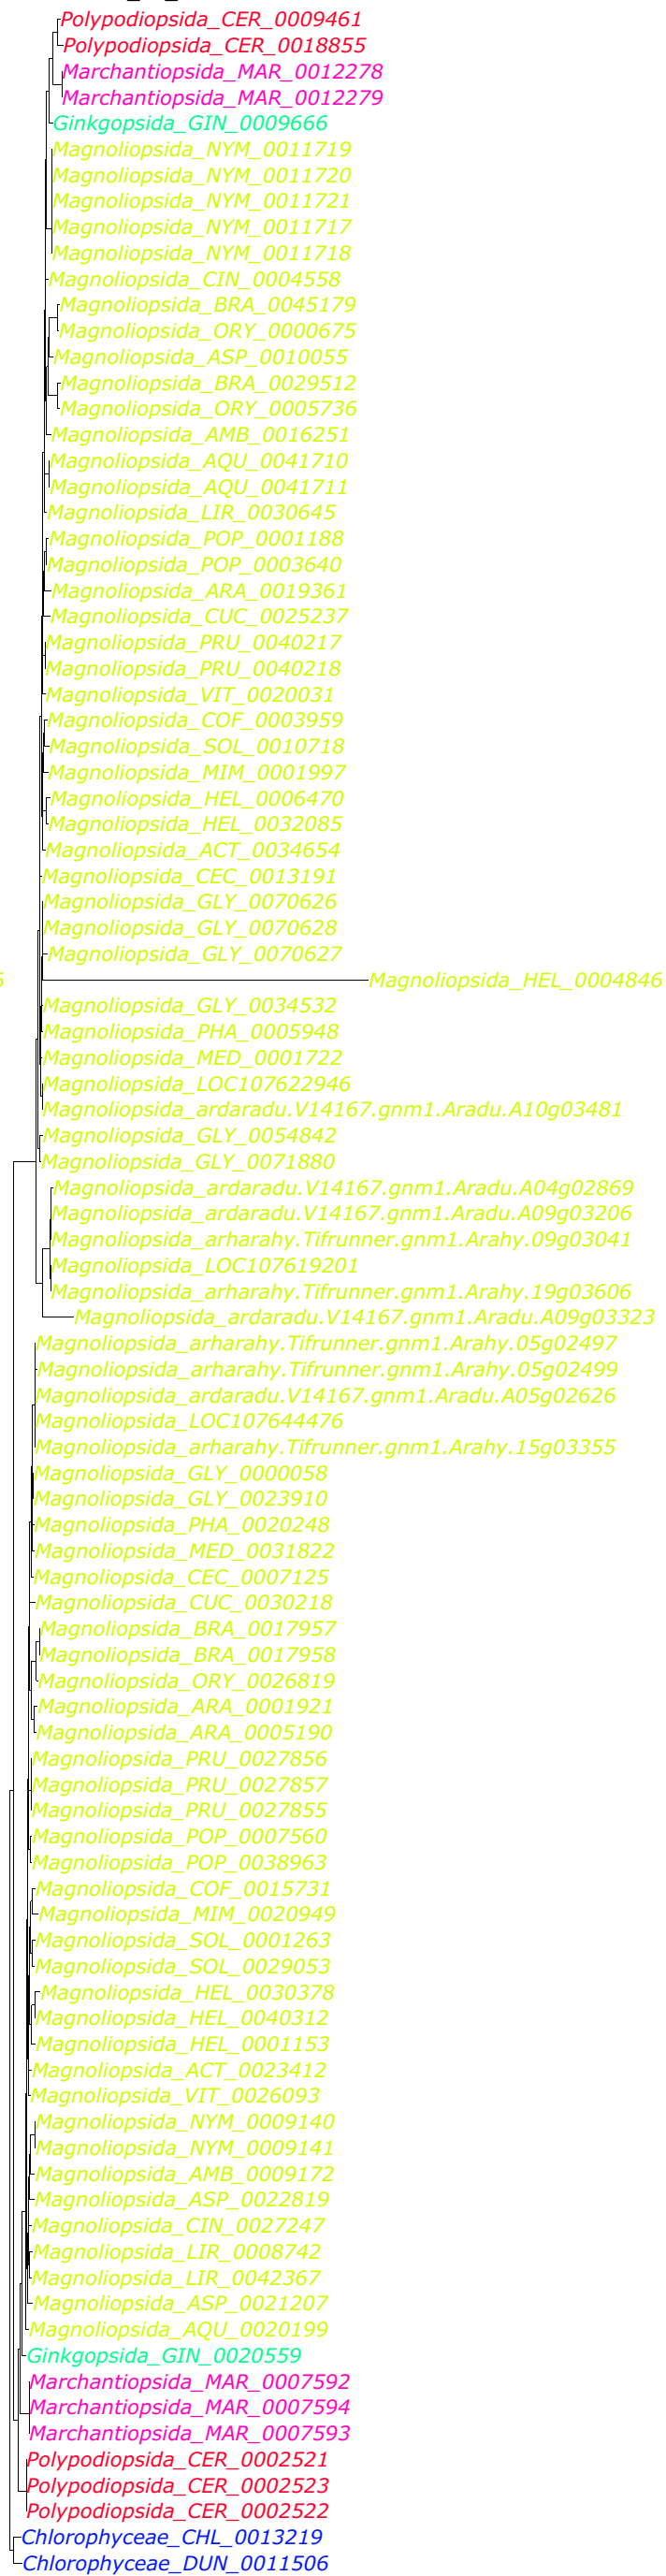 Polypodiopsida_CER_0009461
Polypodiopsida_CER_0018855
Marchantiopsida_MAR_0012278
Marchantiopsida_MAR_0012279
Ginkgopsida_GIN_0009666
Magnoliopsida_NYM_0011719
Magnoliopsida_NYM_0011720
Magnoliopsida_NYM_0011721
Magnoliopsida_NYM_0011717
Magnoliopsida_NYM_0011718
Magnoliopsida_CIN_0004558
Magnoliopsida_BRA_0045179
Magnoliopsida_ORY_0000675
Magnoliopsida_ASP_0010055
Magnoliopsida_BRA_0029512
Magnoliopsida_ORY_0005736
Magnoliopsida_AMB_0016251
Magnoliopsida_AQU_0041710
Magnoliopsida_AQU_0041711
Magnoliopsida_LIR_0030645
Magnoliopsida_POP_0001188
Magnoliopsida_POP_0003640
Magnoliopsida_ARA_0019361
Magnoliopsida_CUC_0025237
Magnoliopsida_PRU_0040217
Magnoliopsida_PRU_0040218
Magnoliopsida_VIT_0020031
Magnoliopsida_COF_0003959
Magnoliopsida_SOL_0010718
Magnoliopsida_MIM_0001997
Magnoliopsida_HEL_0006470
Magnoliopsida_HEL_0032085
Magnoliopsida_ACT_0034654
Magnoliopsida_CEC_0013191
Magnoliopsida_GLY_0070626
Magnoliopsida_GLY_0070628
Magnoliopsida_GLY_0070627
Magnoliopsida_HEL_0004846
Magnoliopsida_GLY_0034532
Magnoliopsida_PHA_0005948
Magnoliopsida_MED_0001722
Magnoliopsida_LOC107622946
Magnoliopsida_ardaradu.V14167.gnm1.Aradu.A10g03481
Magnoliopsida_GLY_0054842
Magnoliopsida_GLY_0071880
Magnoliopsida_ardaradu.V14167.gnm1.Aradu.A04g02869
Magnoliopsida_ardaradu.V14167.gnm1.Aradu.A09g03206
Magnoliopsida_arharahy.Tifrunner.gnm1.Arahy.09g03041
Magnoliopsida_LOC107619201
Magnoliopsida_arharahy.Tifrunner.gnm1.Arahy.19g03606
Magnoliopsida_ardaradu.V14167.gnm1.Aradu.A09g03323
Magnoliopsida_arharahy.Tifrunner.gnm1.Arahy.05g02497
Magnoliopsida_arharahy.Tifrunner.gnm1.Arahy.05g02499
Magnoliopsida_ardaradu.V14167.gnm1.Aradu.A05g02626
Magnoliopsida_LOC107644476
Magnoliopsida_arharahy.Tifrunner.gnm1.Arahy.15g03355
Magnoliopsida_GLY_0000058
Magnoliopsida_GLY_0023910
Magnoliopsida_PHA_0020248
Magnoliopsida_MED_0031822
Magnoliopsida_CEC_0007125
Magnoliopsida_CUC_0030218
Magnoliopsida_BRA_0017957
Magnoliopsida_BRA_0017958
Magnoliopsida_ORY_0026819
Magnoliopsida_ARA_0001921
Magnoliopsida_ARA_0005190
Magnoliopsida_PRU_0027856
Magnoliopsida_PRU_0027857
Magnoliopsida_PRU_0027855
Magnoliopsida_POP_0007560
Magnoliopsida_POP_0038963
Magnoliopsida_COF_0015731
Magnoliopsida_MIM_0020949
Magnoliopsida_SOL_0001263
Magnoliopsida_SOL_0029053
Magnoliopsida_HEL_0030378
Magnoliopsida_HEL_0040312
Magnoliopsida_HEL_0001153
Magnoliopsida_ACT_0023412
Magnoliopsida_VIT_0026093
Magnoliopsida_NYM_0009140
Magnoliopsida_NYM_0009141
Magnoliopsida_AMB_0009172
Magnoliopsida_ASP_0022819
Magnoliopsida_CIN_0027247
Magnoliopsida_LIR_0008742
Magnoliopsida_LIR_0042367
Magnoliopsida_ASP_0021207
Magnoliopsida_AQU_0020199
Ginkgopsida_GIN_0020559
Marchantiopsida_MAR_0007592
Marchantiopsida_MAR_0007594
Marchantiopsida_MAR_0007593
Polypodiopsida_CER_0002521
Polypodiopsida_CER_0002523
Polypodiopsida_CER_0002522
Chlorophyceae_CHL_0013219
Chlorophyceae_DUN_0011506